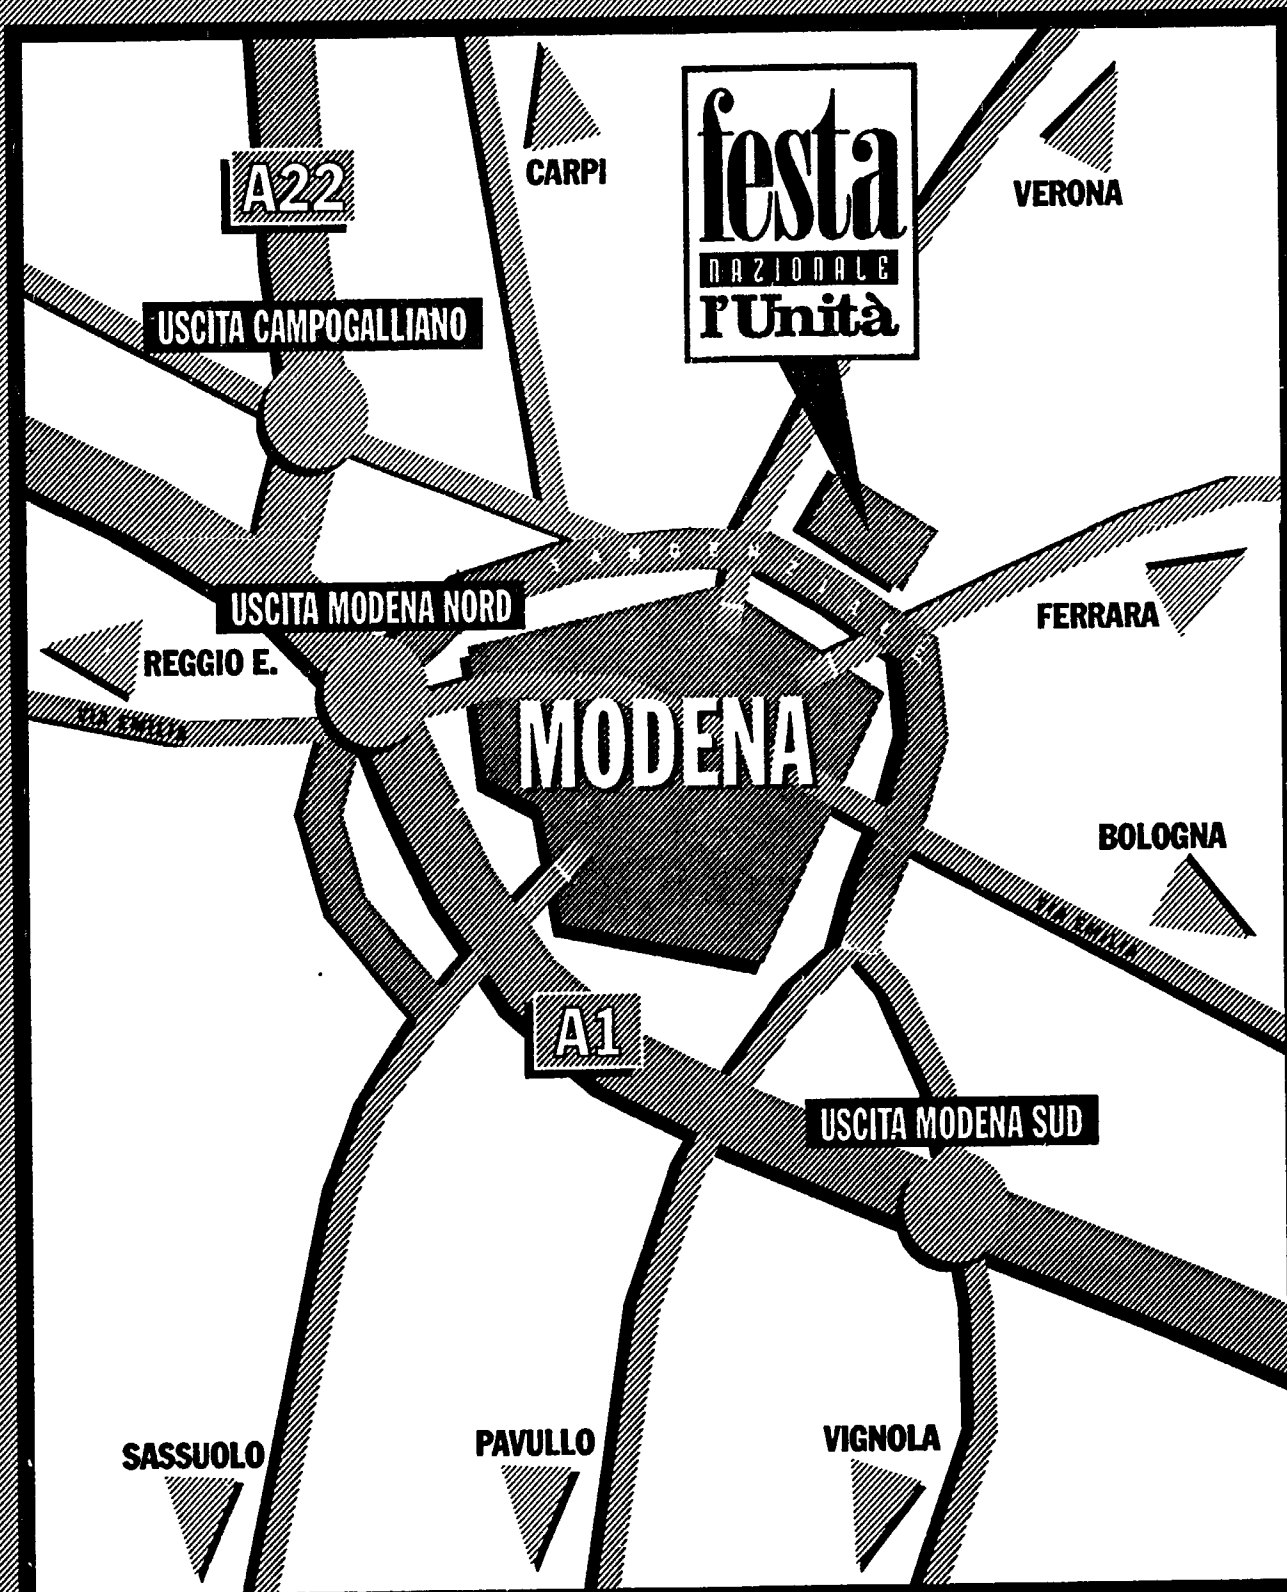 festa
NAZIONALE
l'Unità
CARPI
VERONA
A22
USCITA CAMPOGALLIANO
TANGENZIALE
USCITA MODENA NORD
FERRARA
REGGIO E.
VIA EMILIA
MODENA
BOLOGNA
VIA EMILIA
A1
USCITA MODENA SUD
SASSUOLO
PAVULLO
VIGNOLA